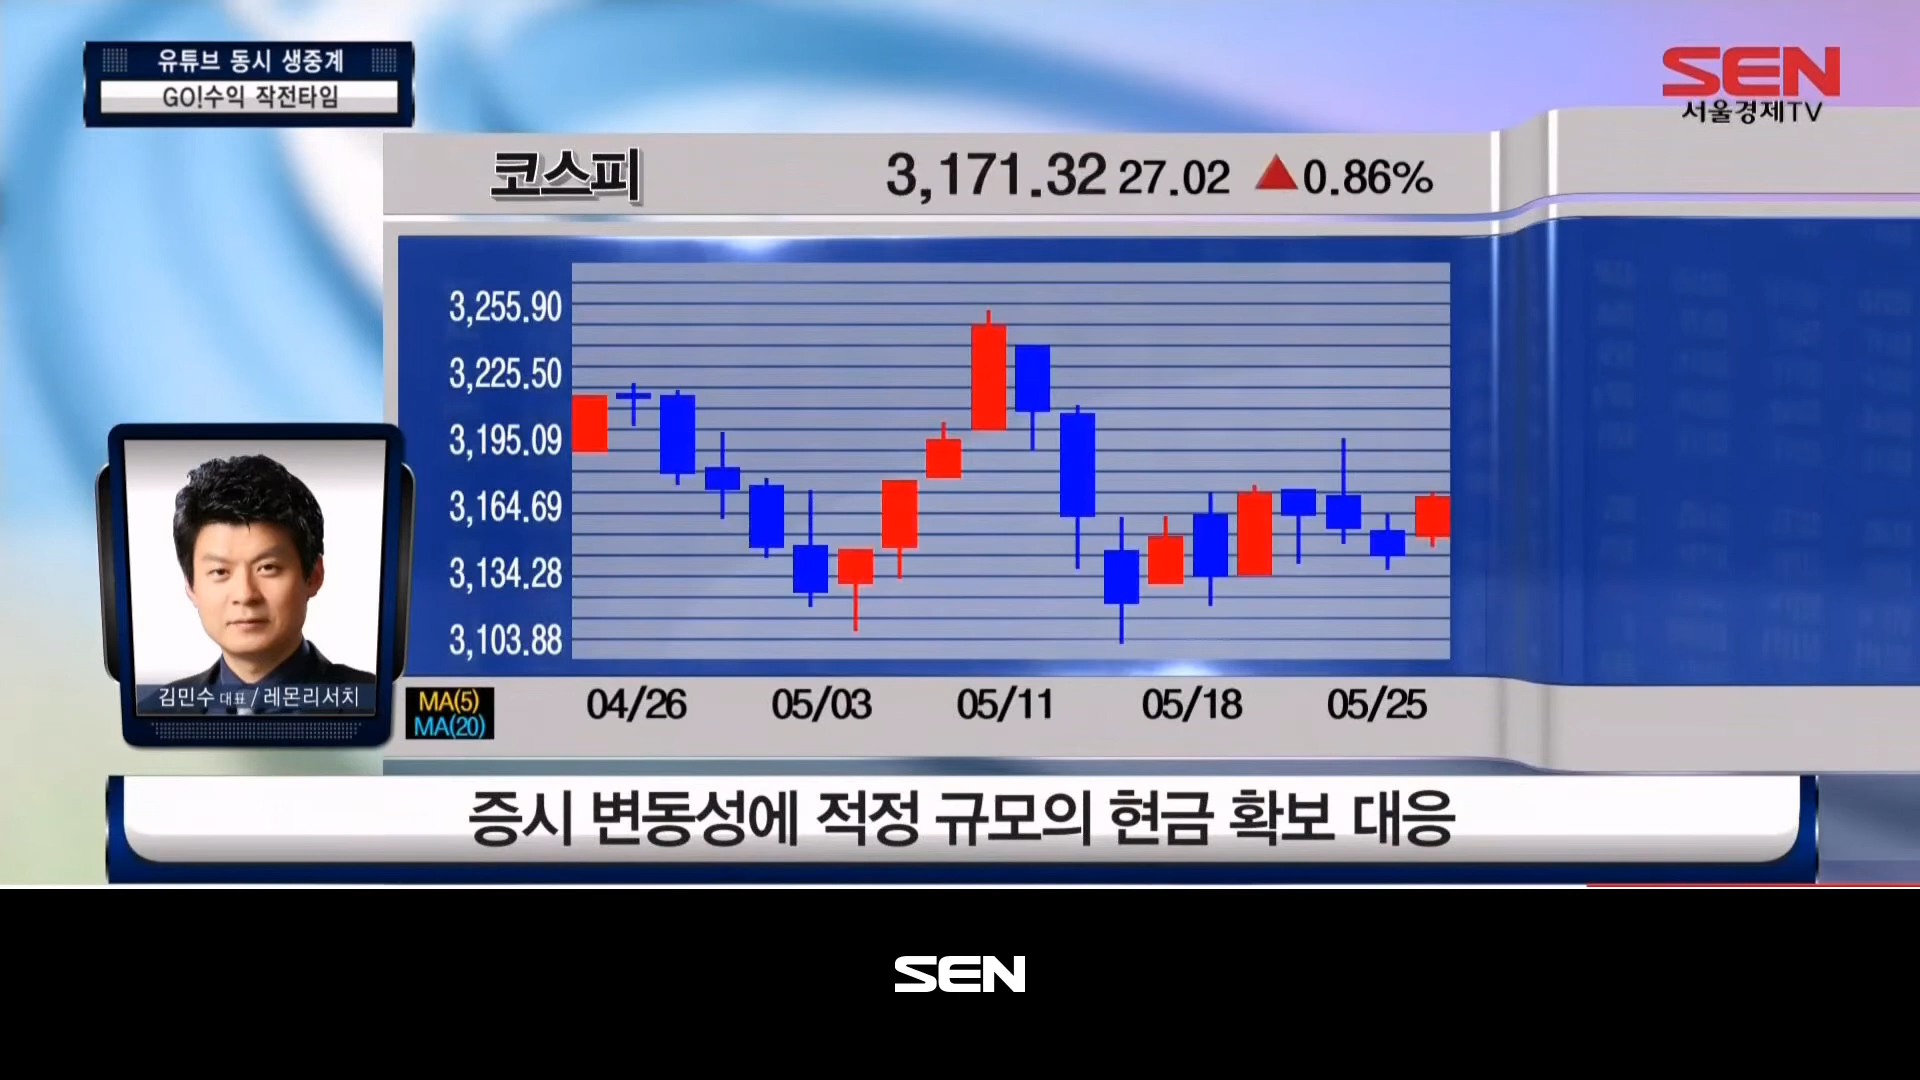 유튜브 동시 생중계
GO!수익 작전타임
SEN
서울경제TV
코스피 3,171.32 27.02 ▲0.86%
3,255.90
3,225.50
3,195.09
3,164.69
3,134.28
3,103.88
김민수 대표 / 레몬리서치
MA(5)
MA(20)
04/26 05/03 05/11 05/18 05/25
증시 변동성에 적정 규모의 현금 확보 대응
SEN